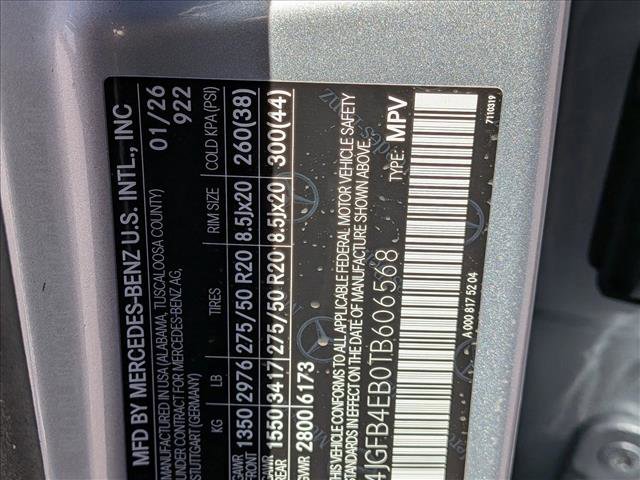 MFD BY MERCEDES-BENZ U.S. INTL., INC
MANUFACTURED IN USA (ALABAMA, TUSCALOOSA COUNTY)
UNDER CONTRACT FOR MERCEDES-BENZ AG,
STUTTGART (GERMANY)
01/26
922
KG LB TIRES RIM SIZE COLD KPA (PSI)
GAWR 1350 2976 275/50 R20 8.5Jx20 260(38)
GAWR
REAR 1550 3417 275/50 R20 8.5Jx20 300(44)
GVWR 2800 6173
THIS VEHICLE CONFORMS TO ALL APPLICABLE FEDERAL MOTOR VEHICLE SAFETY
STANDARDS IN EFFECT ON THE DATE OF MANUFACTURE SHOWN ABOVE.
4JGFB4EB0TB606568 TYPE: MPV
A 000 817 52 04
7110319